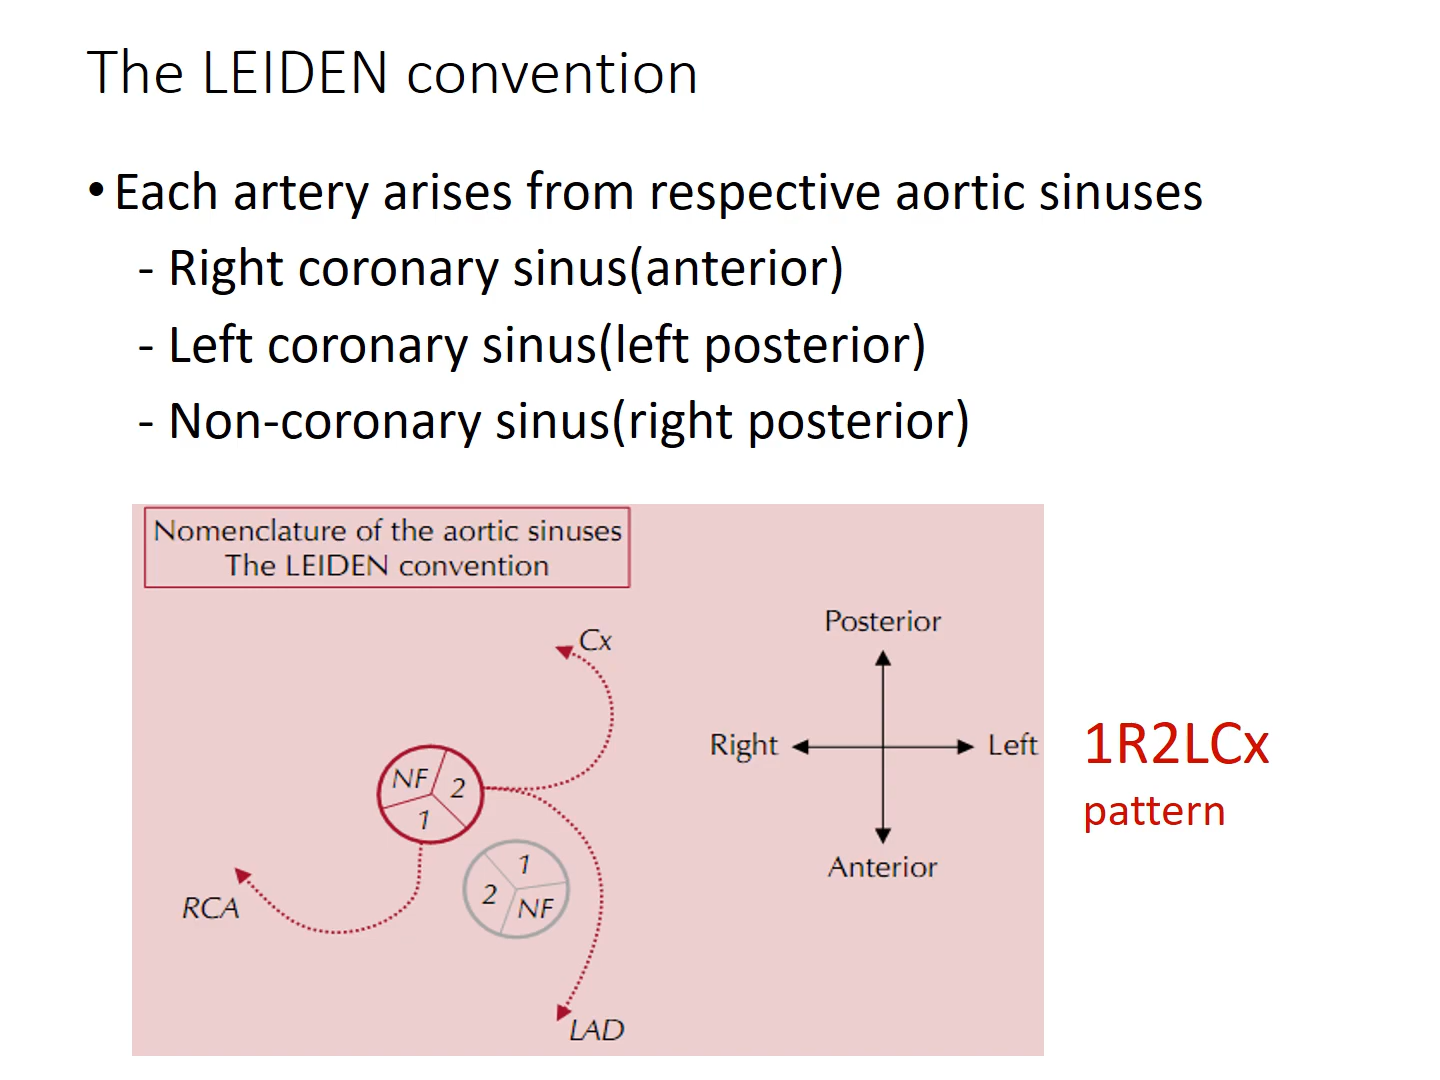 The LEIDEN convention
• Each artery arises from respective aortic sinuses
- Right coronary sinus(anterior)
- Left coronary sinus(left posterior)
- Non-coronary sinus(right posterior)
Nomenclature of the aortic sinuses
The LEIDEN convention
Cx
Posterior
Right
Left
Anterior
NF
2
1
1
2
NF
RCA
LAD
1R2LCx
pattern